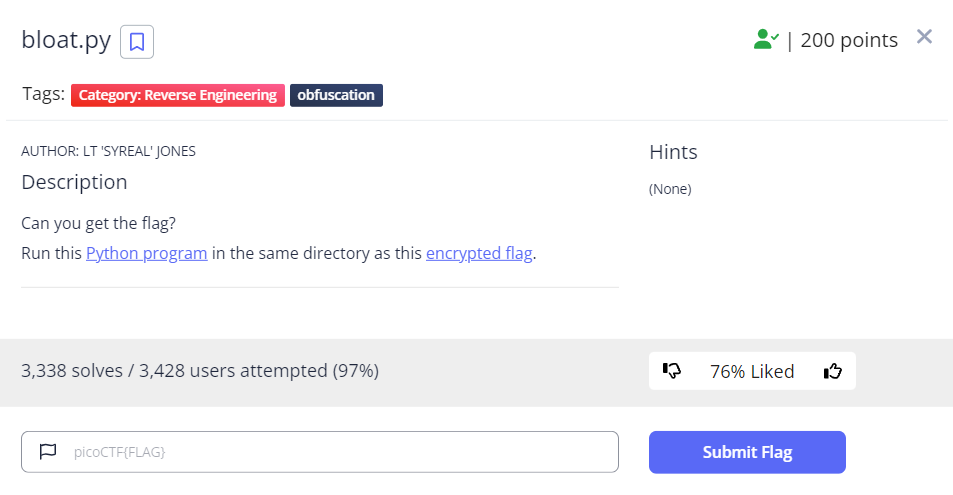 bloat.py
| 200 points
Tags: Category: Reverse Engineering obfuscation
AUTHOR: LT 'SYREAL' JONES
Description
Can you get the flag?
Run this Python program in the same directory as this encrypted flag.
Hints
(None)
3,338 solves / 3,428 users attempted (97%)
76% Liked
picoCTF{FLAG}
Submit Flag